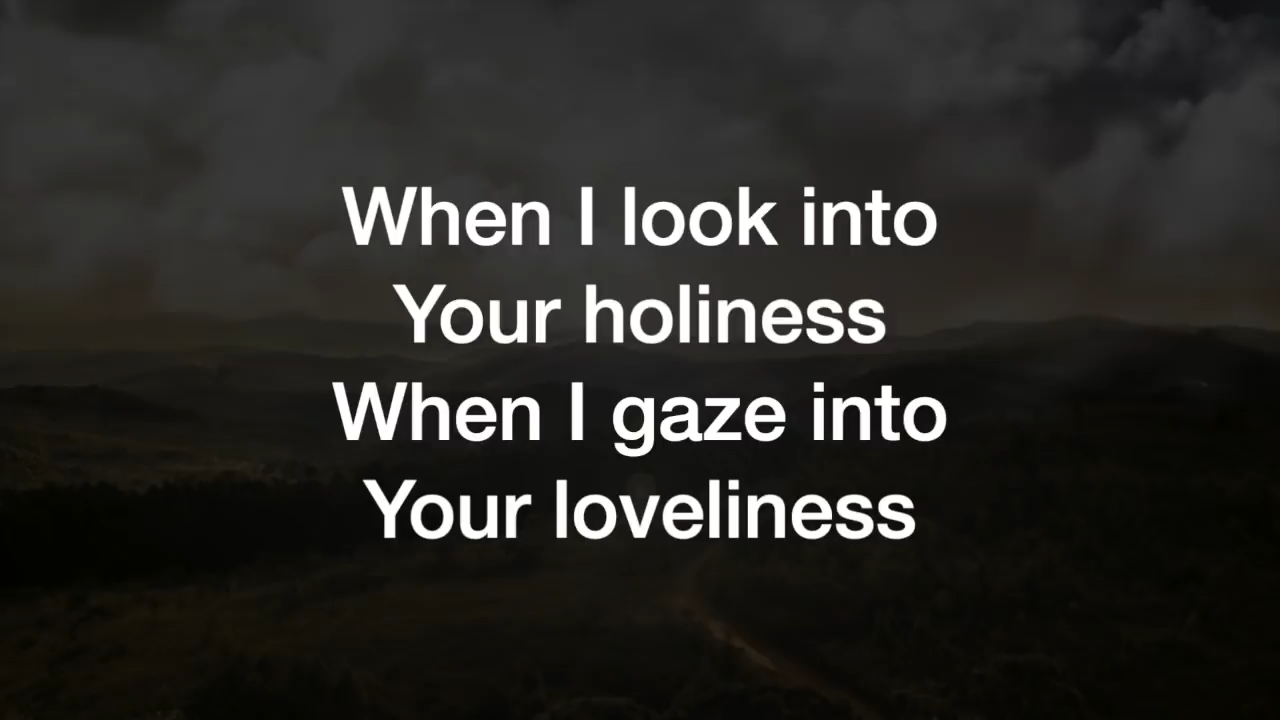 When I look into
Your holiness
When I gaze into
Your loveliness